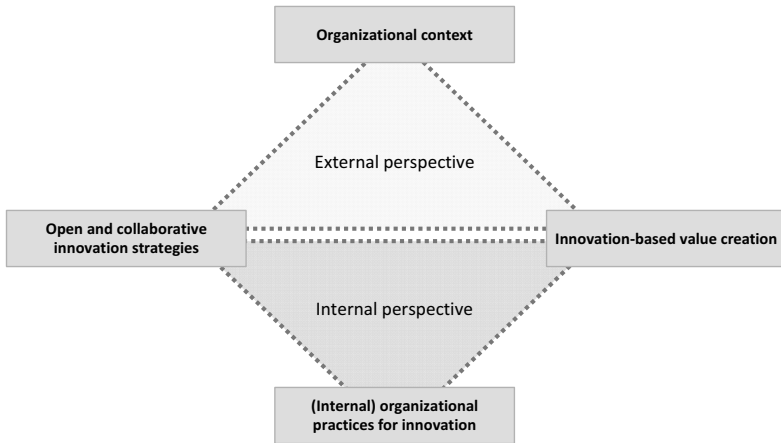 Organizational context
External perspective
Open and collaborative
innovation strategies
Innovation-based value creation
Internal perspective
(Internal) organizational
practices for innovation